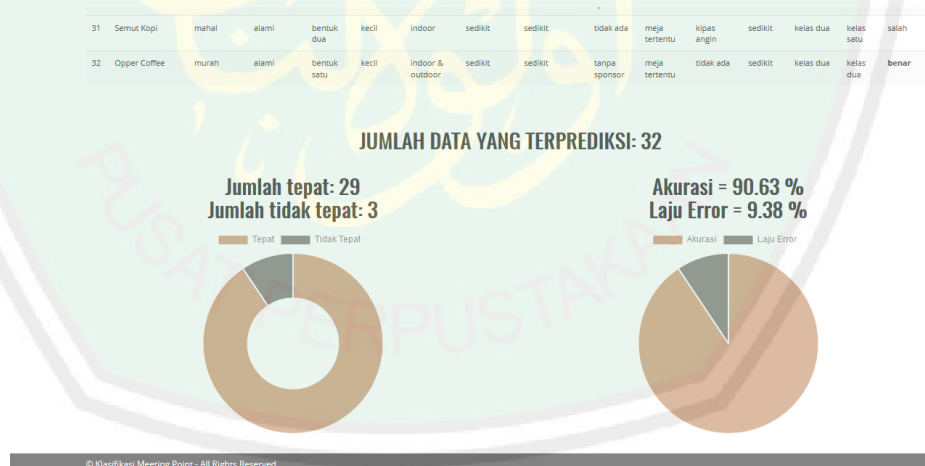 31 Semut Kopi mahal alami bentuk dua kecil indoor sedikit sedikit tidak ada meja tertentu kipas angin sedikit kelas dua kelas satu salah
32 Opper Coffee murah alami bentuk satu kecil indoor & outdoor sedikit sedikit tanpa sponsor meja tertentu tidak ada sedikit kelas dua kelas dua benar
JUMLAH DATA YANG TERPREDIKSI: 32
Jumlah tepat: 29
Jumlah tidak tepat: 3
Tepat Tidak Tepat
Akurasi = 90.63 %
Laju Error = 9.38 %
Akurasi Laju Error
PUSAT PERPUSTAKAAN
© Klasifikasi Meeting Point - All Rights Reserved